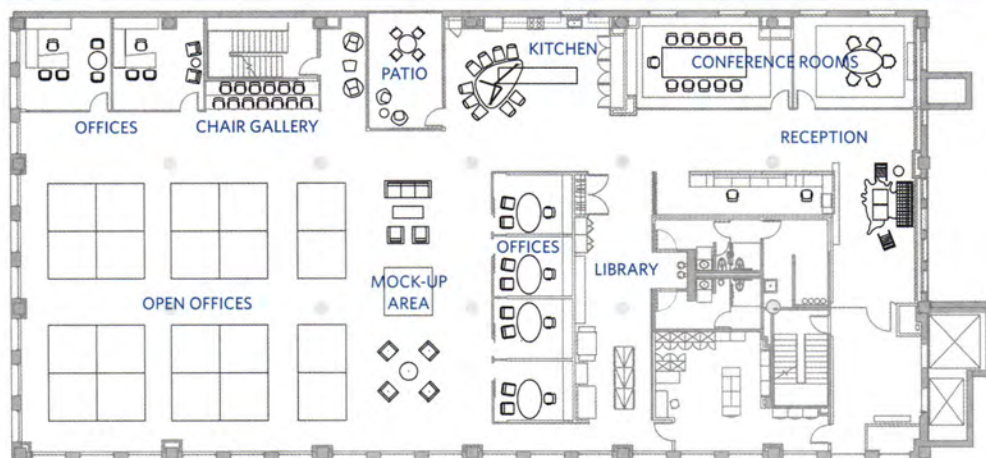 KITCHEN
PATIO
CONFERENCE ROOMS
OFFICES
CHAIR GALLERY
RECEPTION
OFFICES
LIBRARY
MOCK-UP
AREA
OPEN OFFICES